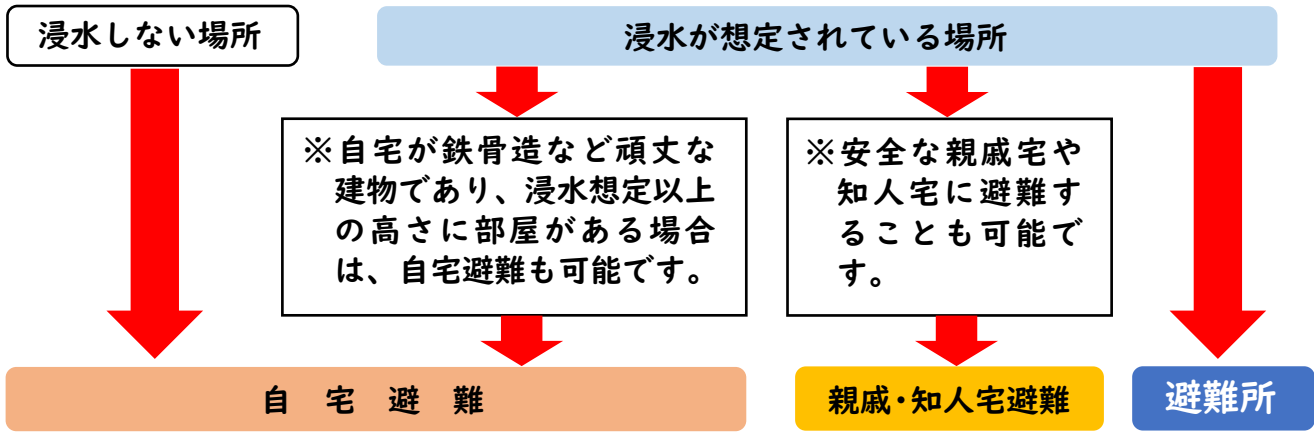 浸水しない場所
浸水が想定されている場所
※自宅が鉄骨造など頑丈な
建物であり、浸水想定以上
の高さに部屋がある場合
は、自宅避難も可能です。
※安全な親戚宅や
知人宅に避難す
ることも可能で
す。
自宅避難
親戚・知人宅避難
避難所